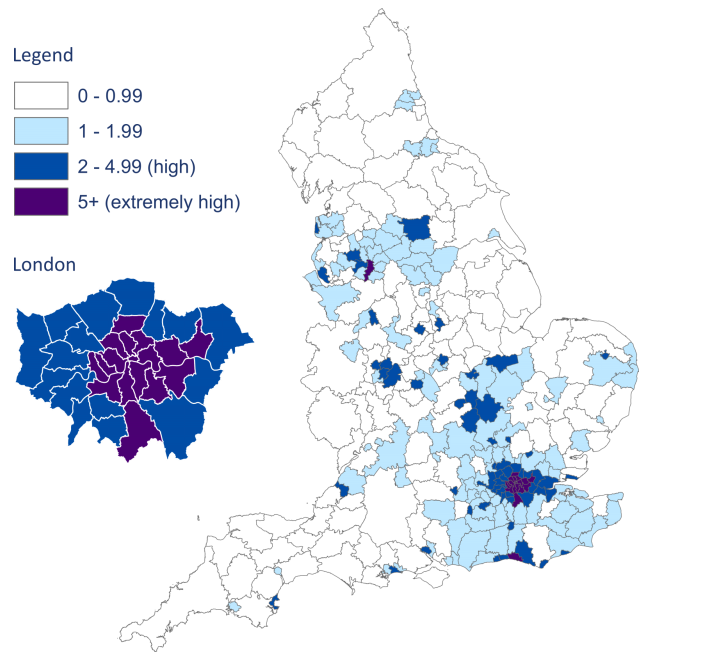 Legend
0 - 0.99
1 - 1.99
2 - 4.99 (high)
5+ (extremely high)
London